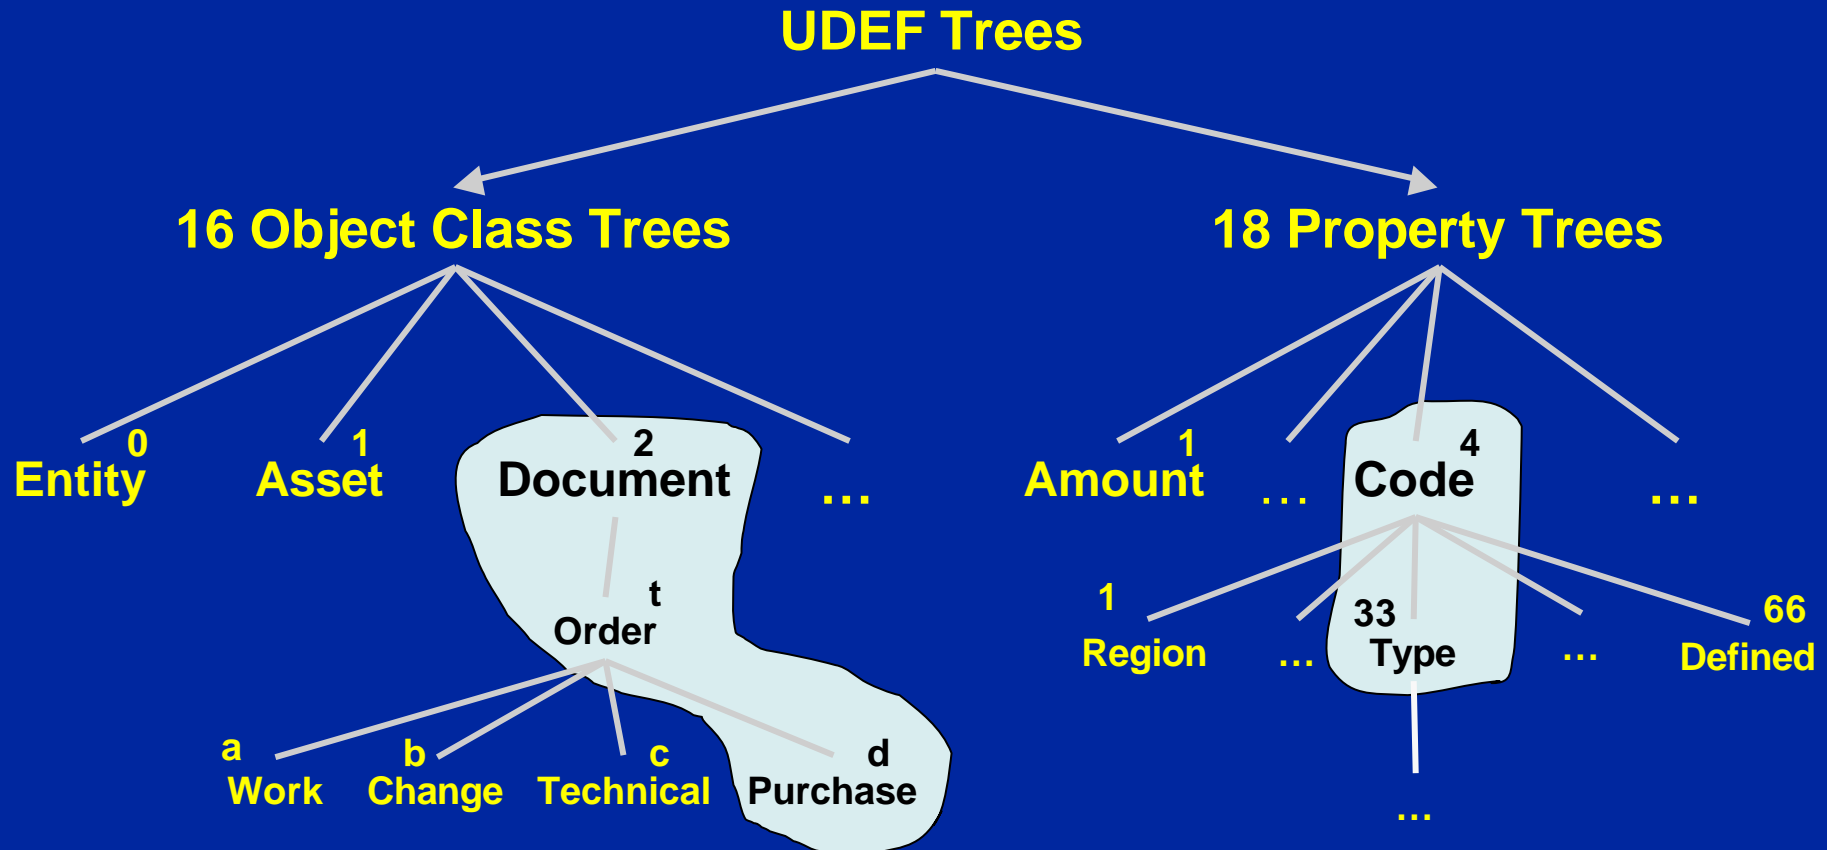 UDEF Trees
16 Object Class Trees
18 Property Trees
0
Entity
1
Asset
2
Document
...
1
Amount
...
4
Code
...
t
Order
1
Region
...
33
Type
...
66
Defined
a
Work
b
Change
c
Technical
d
Purchase
...